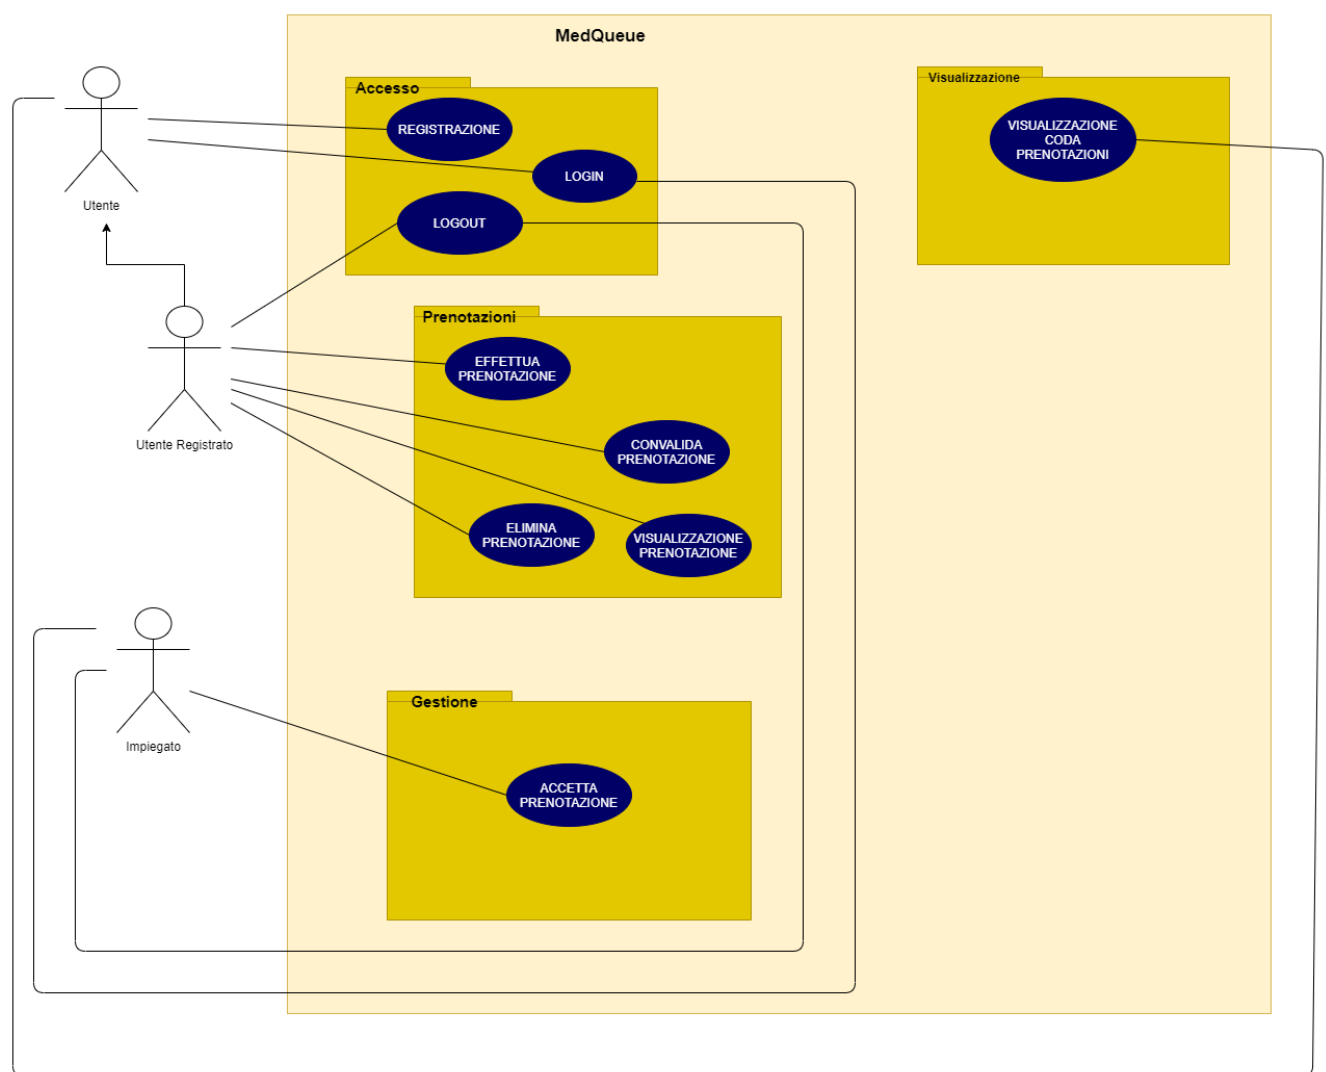 MedQueue
Accesso
Visualizzazione
REGISTRAZIONE
VISUALIZZAZIONE
CODA
PRENOTAZIONI
LOGIN
Utente
LOGOUT
Prenotazioni
EFFETTUA
PRENOTAZIONE
Utente Registrato
CONVALIDA
PRENOTAZIONE
ELIMINA
PRENOTAZIONE
VISUALIZZAZIONE
PRENOTAZIONE
Gestione
Impiegato
ACCETTA
PRENOTAZIONE